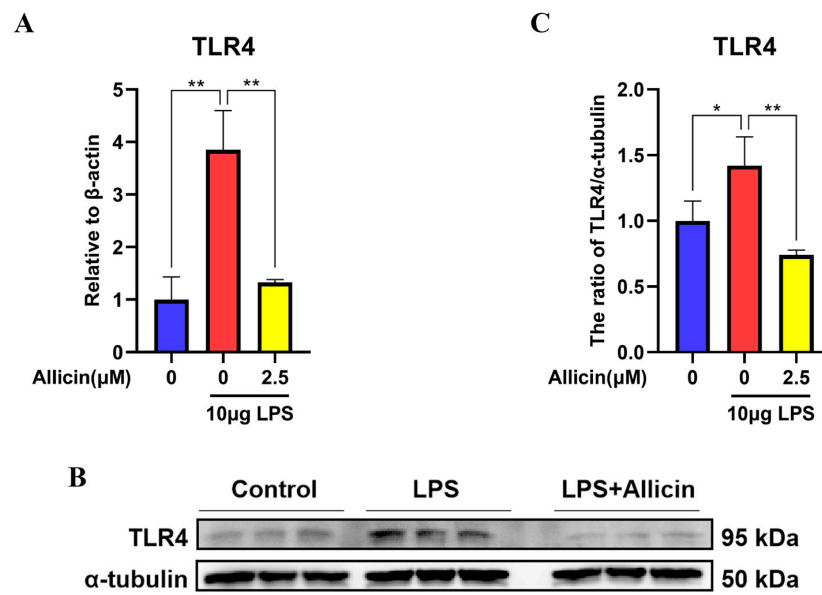 A
TLR4
Relative to β-actin
5
4
3
2
1
0
** **
Allicin(μM) 0 0 2.5
10μg LPS
C
TLR4
The ratio of TLR4/α-tubulin
2.0
1.5
1.0
0.5
0.0
* **
Allicin(μM) 0 0 2.5
10μg LPS
B
Control LPS LPS+Allicin
TLR4 95 kDa
α-tubulin 50 kDa